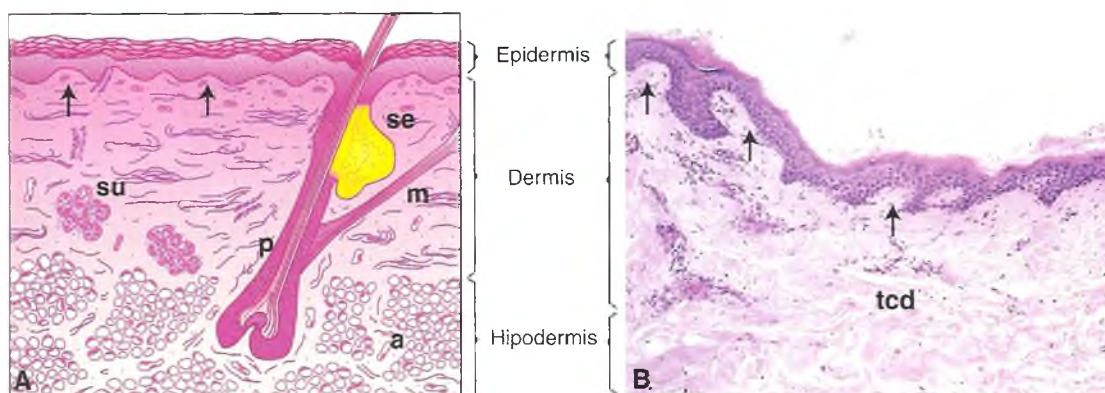 Epidermis
Dermis
Hipodermis
se
su
m
p
a
A
tcd
B